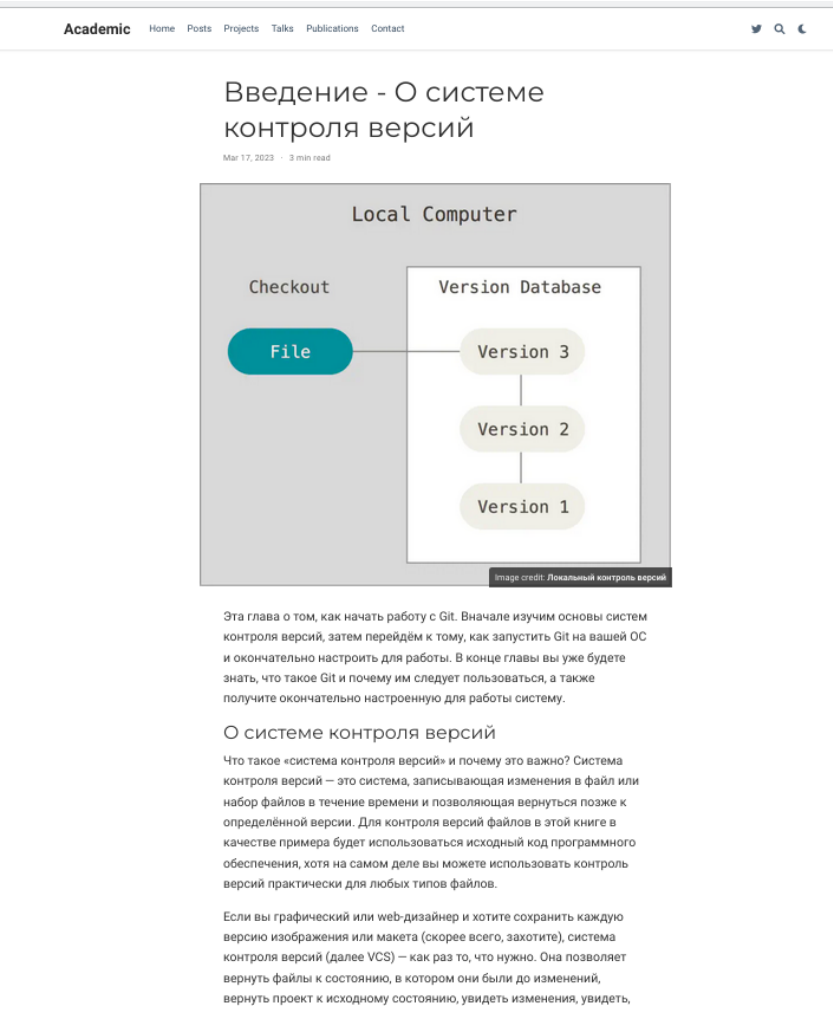 Academic Home Posts Projects Talks Publications Contact
Введение - О системе
контроля версий
Mar 17, 2023 · 3 min read
Local Computer
Checkout
Version Database
File
Version 3
Version 2
Version 1
Image credit: Локальный контроль версий
Эта глава о том, как начать работу с Git. Вначале изучим основы систем
контроля версий, затем перейдём к тому, как запустить Git на вашей ОС
и окончательно настроить для работы. В конце главы вы уже будете
знать, что такое Git и почему им следует пользоваться, а также
получите окончательно настроенную для работы систему.
О системе контроля версий
Что такое «система контроля версий» и почему это важно? Система
контроля версий — это система, записывающая изменения в файл или
набор файлов в течение времени и позволяющая вернуться позже к
определённой версии. Для контроля версий файлов в этой книге в
качестве примера будет использоваться исходный код программного
обеспечения, хотя на самом деле вы можете использовать контроль
версий практически для любых типов файлов.
Если вы графический или web-дизайнер и хотите сохранить каждую
версию изображения или макета (скорее всего, захотите), система
контроля версий (далее VCS) — как раз то, что нужно. Она позволяет
вернуть файлы к состоянию, в котором они были до изменений,
вернуть проект к исходному состоянию, увидеть изменения, увидеть,